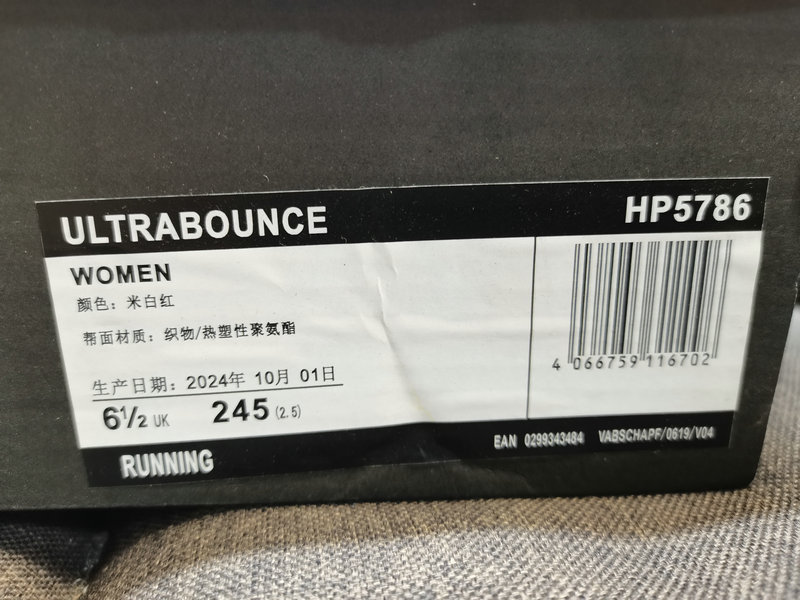 ULTRABOUNCE HP5786
WOMEN
颜色：米白红
帮面材质：织物/热塑性聚氨酯
生产日期：2024年 10月 01日
6½ UK 245 (2.5)
4 066759 116702
EAN 0299343484 VABSCHAPF/0619/V04
RUNNING